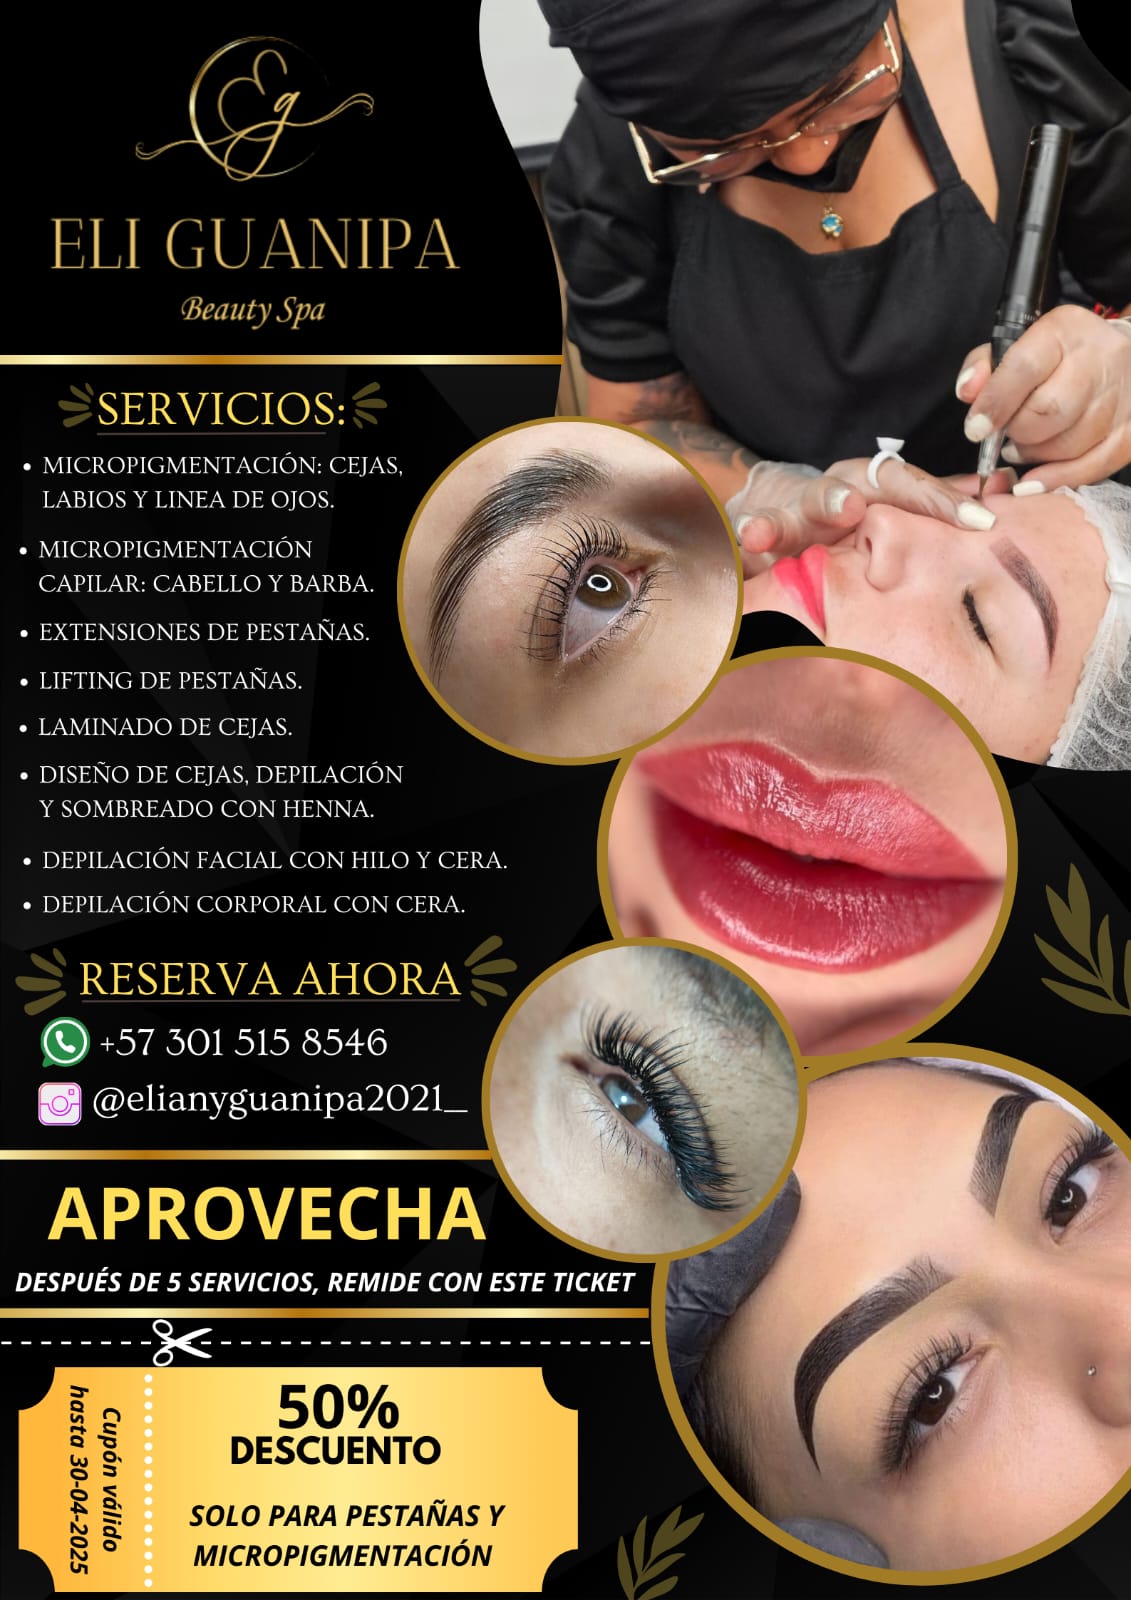 Eg
ELI GUANIPA
Beauty Spa
SERVICIOS:
• MICROPIGMENTACIÓN: CEJAS,
LABIOS Y LINEA DE OJOS.
• MICROPIGMENTACIÓN
CAPILAR: CABELLO Y BARBA.
• EXTENSIONES DE PESTAÑAS.
• LIFTING DE PESTAÑAS.
• LAMINADO DE CEJAS.
• DISEÑO DE CEJAS, DEPILACIÓN
Y SOMBREADO CON HENNA.
• DEPILACIÓN FACIAL CON HILO Y CERA.
• DEPILACIÓN CORPORAL CON CERA.
RESERVA AHORA
+57 301 515 8546
@elianyguanipa2021__
APROVECHA
DESPUÉS DE 5 SERVICIOS, REMIDE CON ESTE TICKET
Cupón válido
hasta 30-04-2025
50%
DESCUENTO
SOLO PARA PESTAÑAS Y
MICROPIGMENTACIÓN